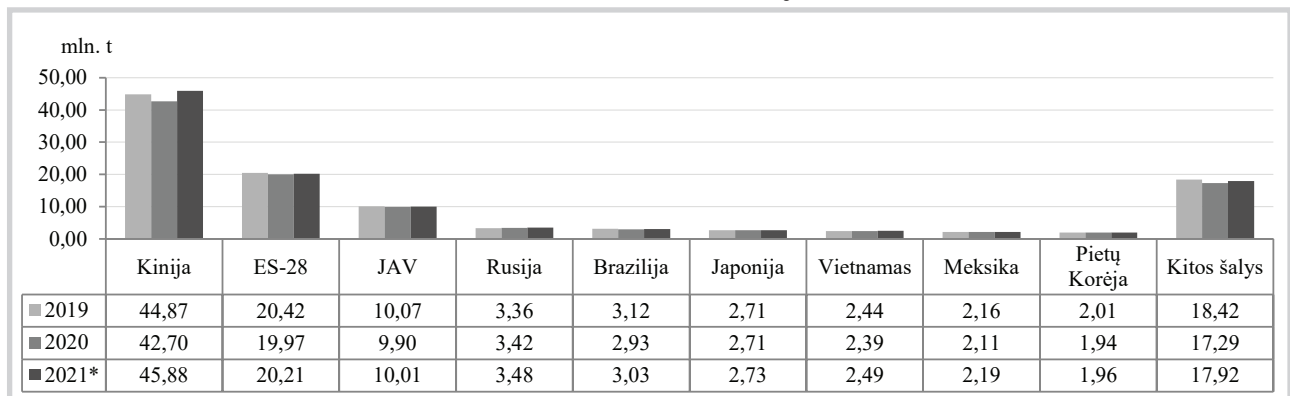 mln. t
50,00
40,00
30,00
20,00
10,00
0,00
Kinija ES-28 JAV Rusija Brazilija Japonija Vietnamas Meksika Pietų Korėja Kitos šalys
2019 44,87 20,42 10,07 3,36 3,12 2,71 2,44 2,16 2,01 18,42
2020 42,70 19,97 9,90 3,42 2,93 2,71 2,39 2,11 1,94 17,29
2021* 45,88 20,21 10,01 3,48 3,03 2,73 2,49 2,19 1,96 17,92